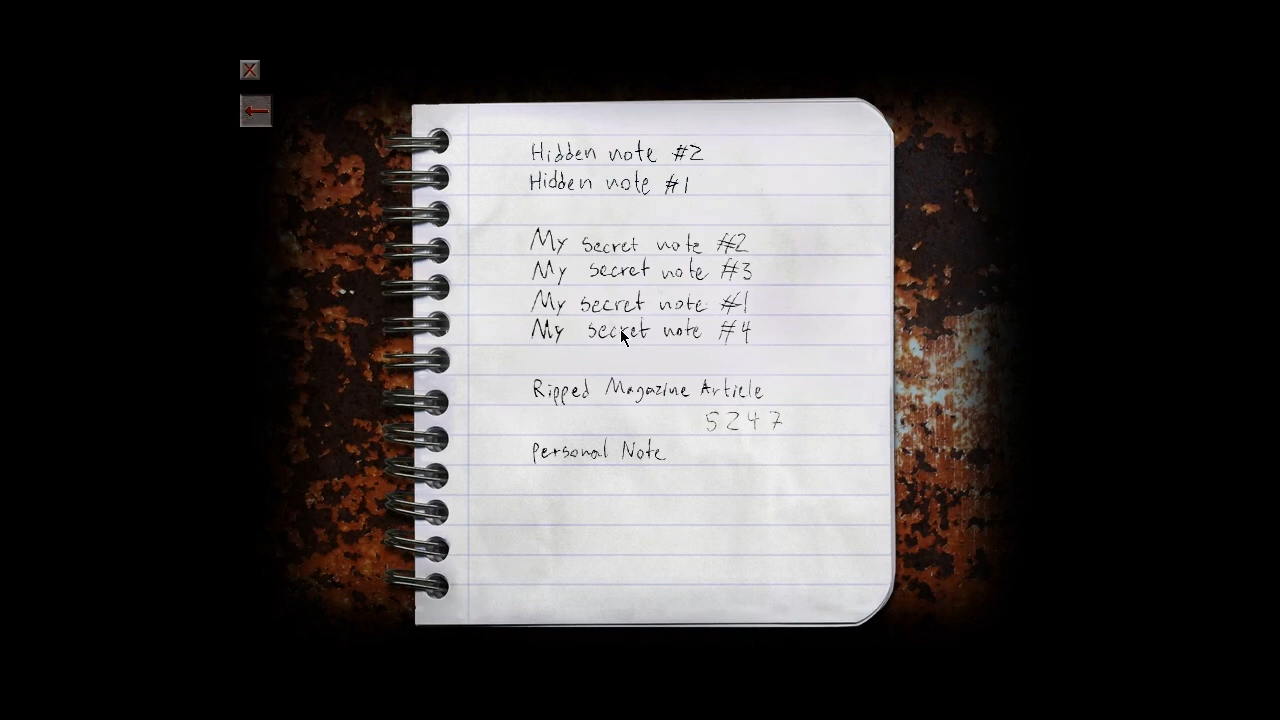 Hidden note #2
Hidden note #1
My secret note #2
My secret note #3
My secret note #1
My secret note #4
Ripped Magazine Article
5247
personal Note